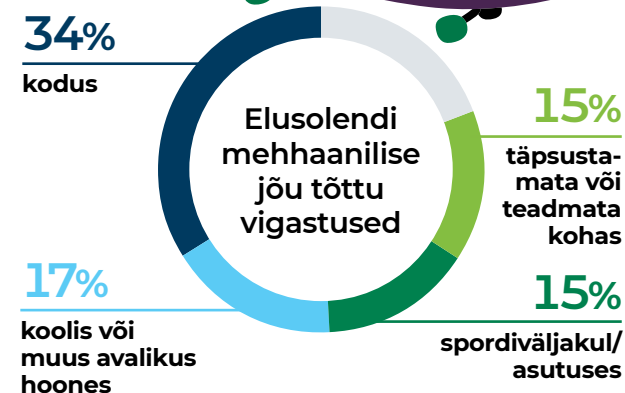 34%
kodus
Elusolendi
mehhaanilise
jõu tõttu
vigastused
15%
täpsusta-
mata või
teadmata
kohas
17%
koolis või
muus avalikus
hoones
15%
spordiväljakul/
asutuses